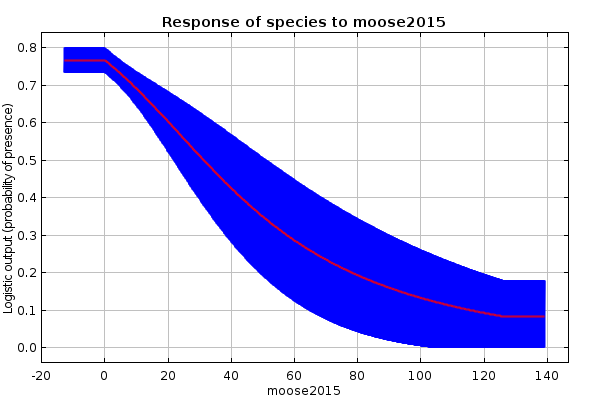 Response of species to moose2015
Logistic output (probability of presence)
0.8
0.7
0.6
0.5
0.4
0.3
0.2
0.1
0.0
-20 0 20 40 60 80 100 120 140
moose2015